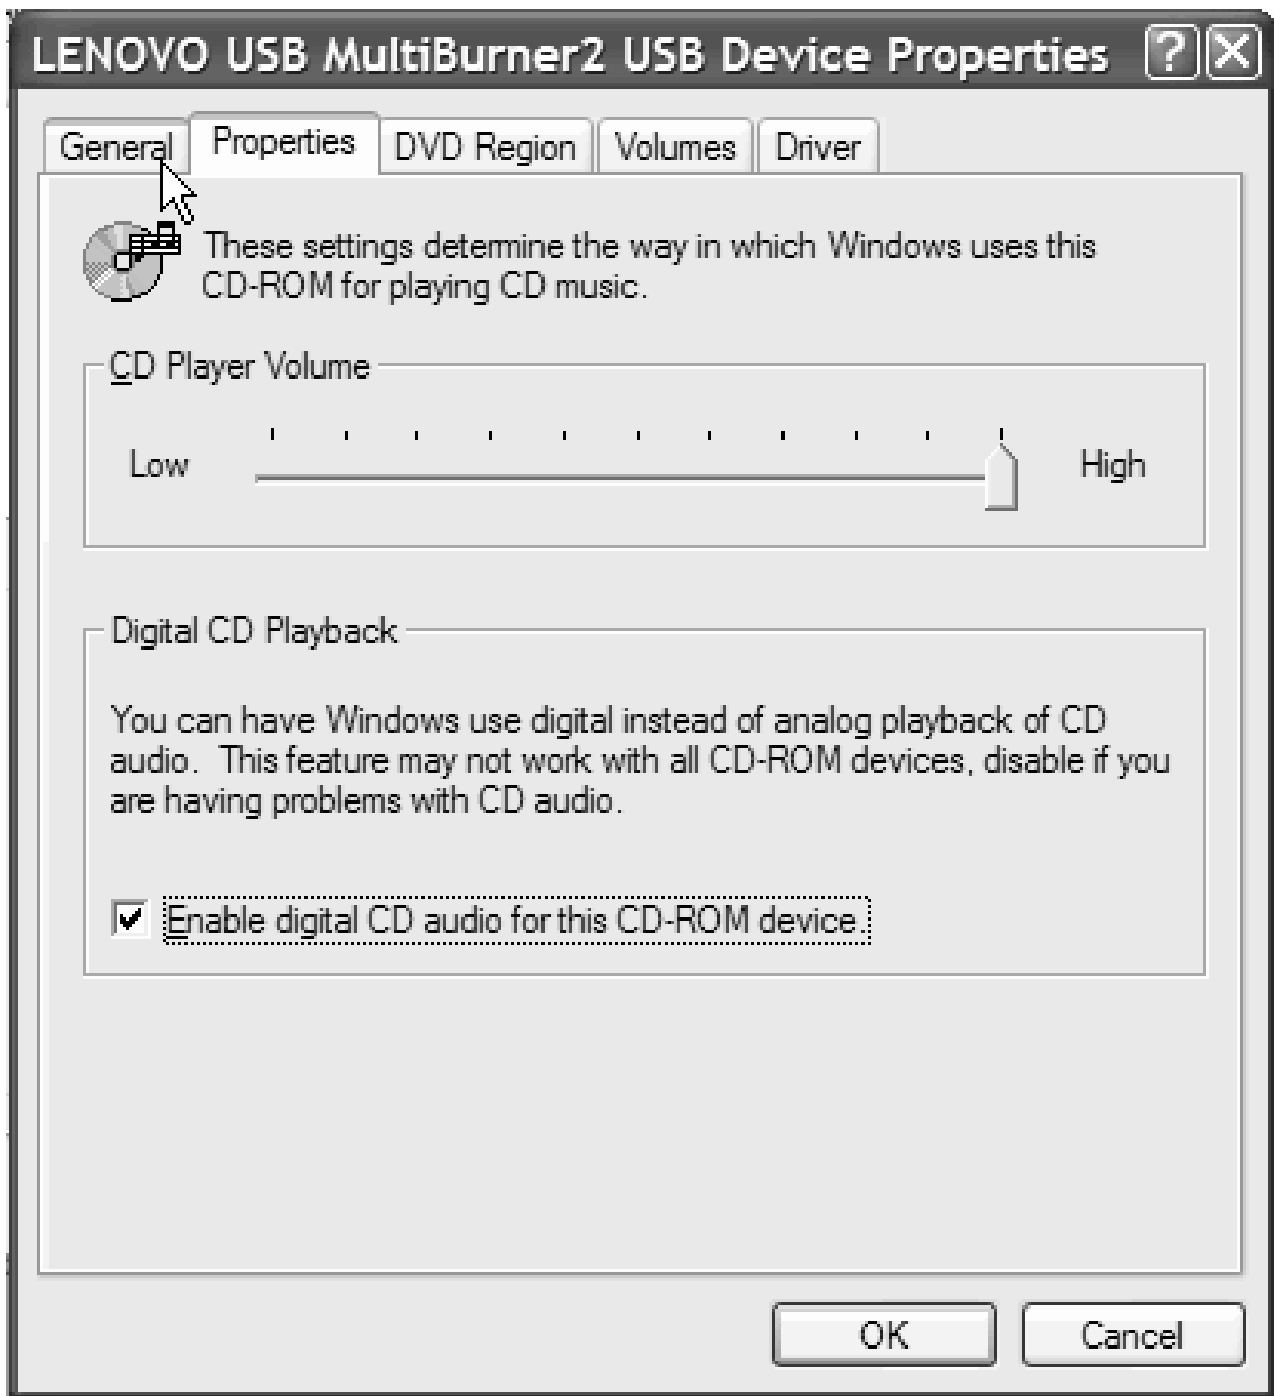 LENOVO USB MultiBurner2 USB Device Properties
General Properties DVD Region Volumes Driver
These settings determine the way in which Windows uses this
CD-ROM for playing CD music.
CD Player Volume
Low High
Digital CD Playback
You can have Windows use digital instead of analog playback of CD
audio.  This feature may not work with all CD-ROM devices, disable if you
are having problems with CD audio.
Enable digital CD audio for this CD-ROM device.
OK Cancel